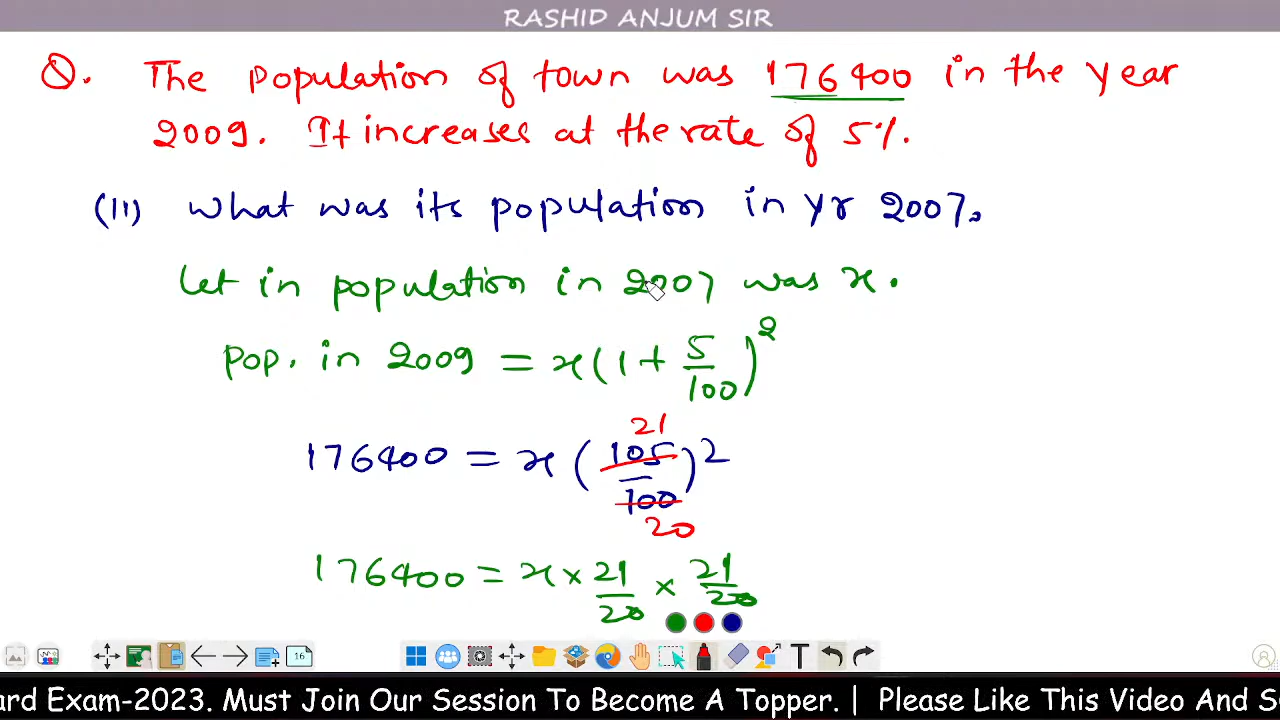 RASHID ANJUM SIR
Q. The population of town was 176400 in the year
2009. It increases at the rate of 5%.
(11) what was its population in yr 2007.
Let in population in 2007 was x.
pop. in 2009 = x(1 + 5/100)^2
176400 = x (105/100)^2
21
20
176400 = x × 21/20 × 21/20
16
T
ard Exam-2023. Must Join Our Session To Become A Topper. | Please Like This Video And S